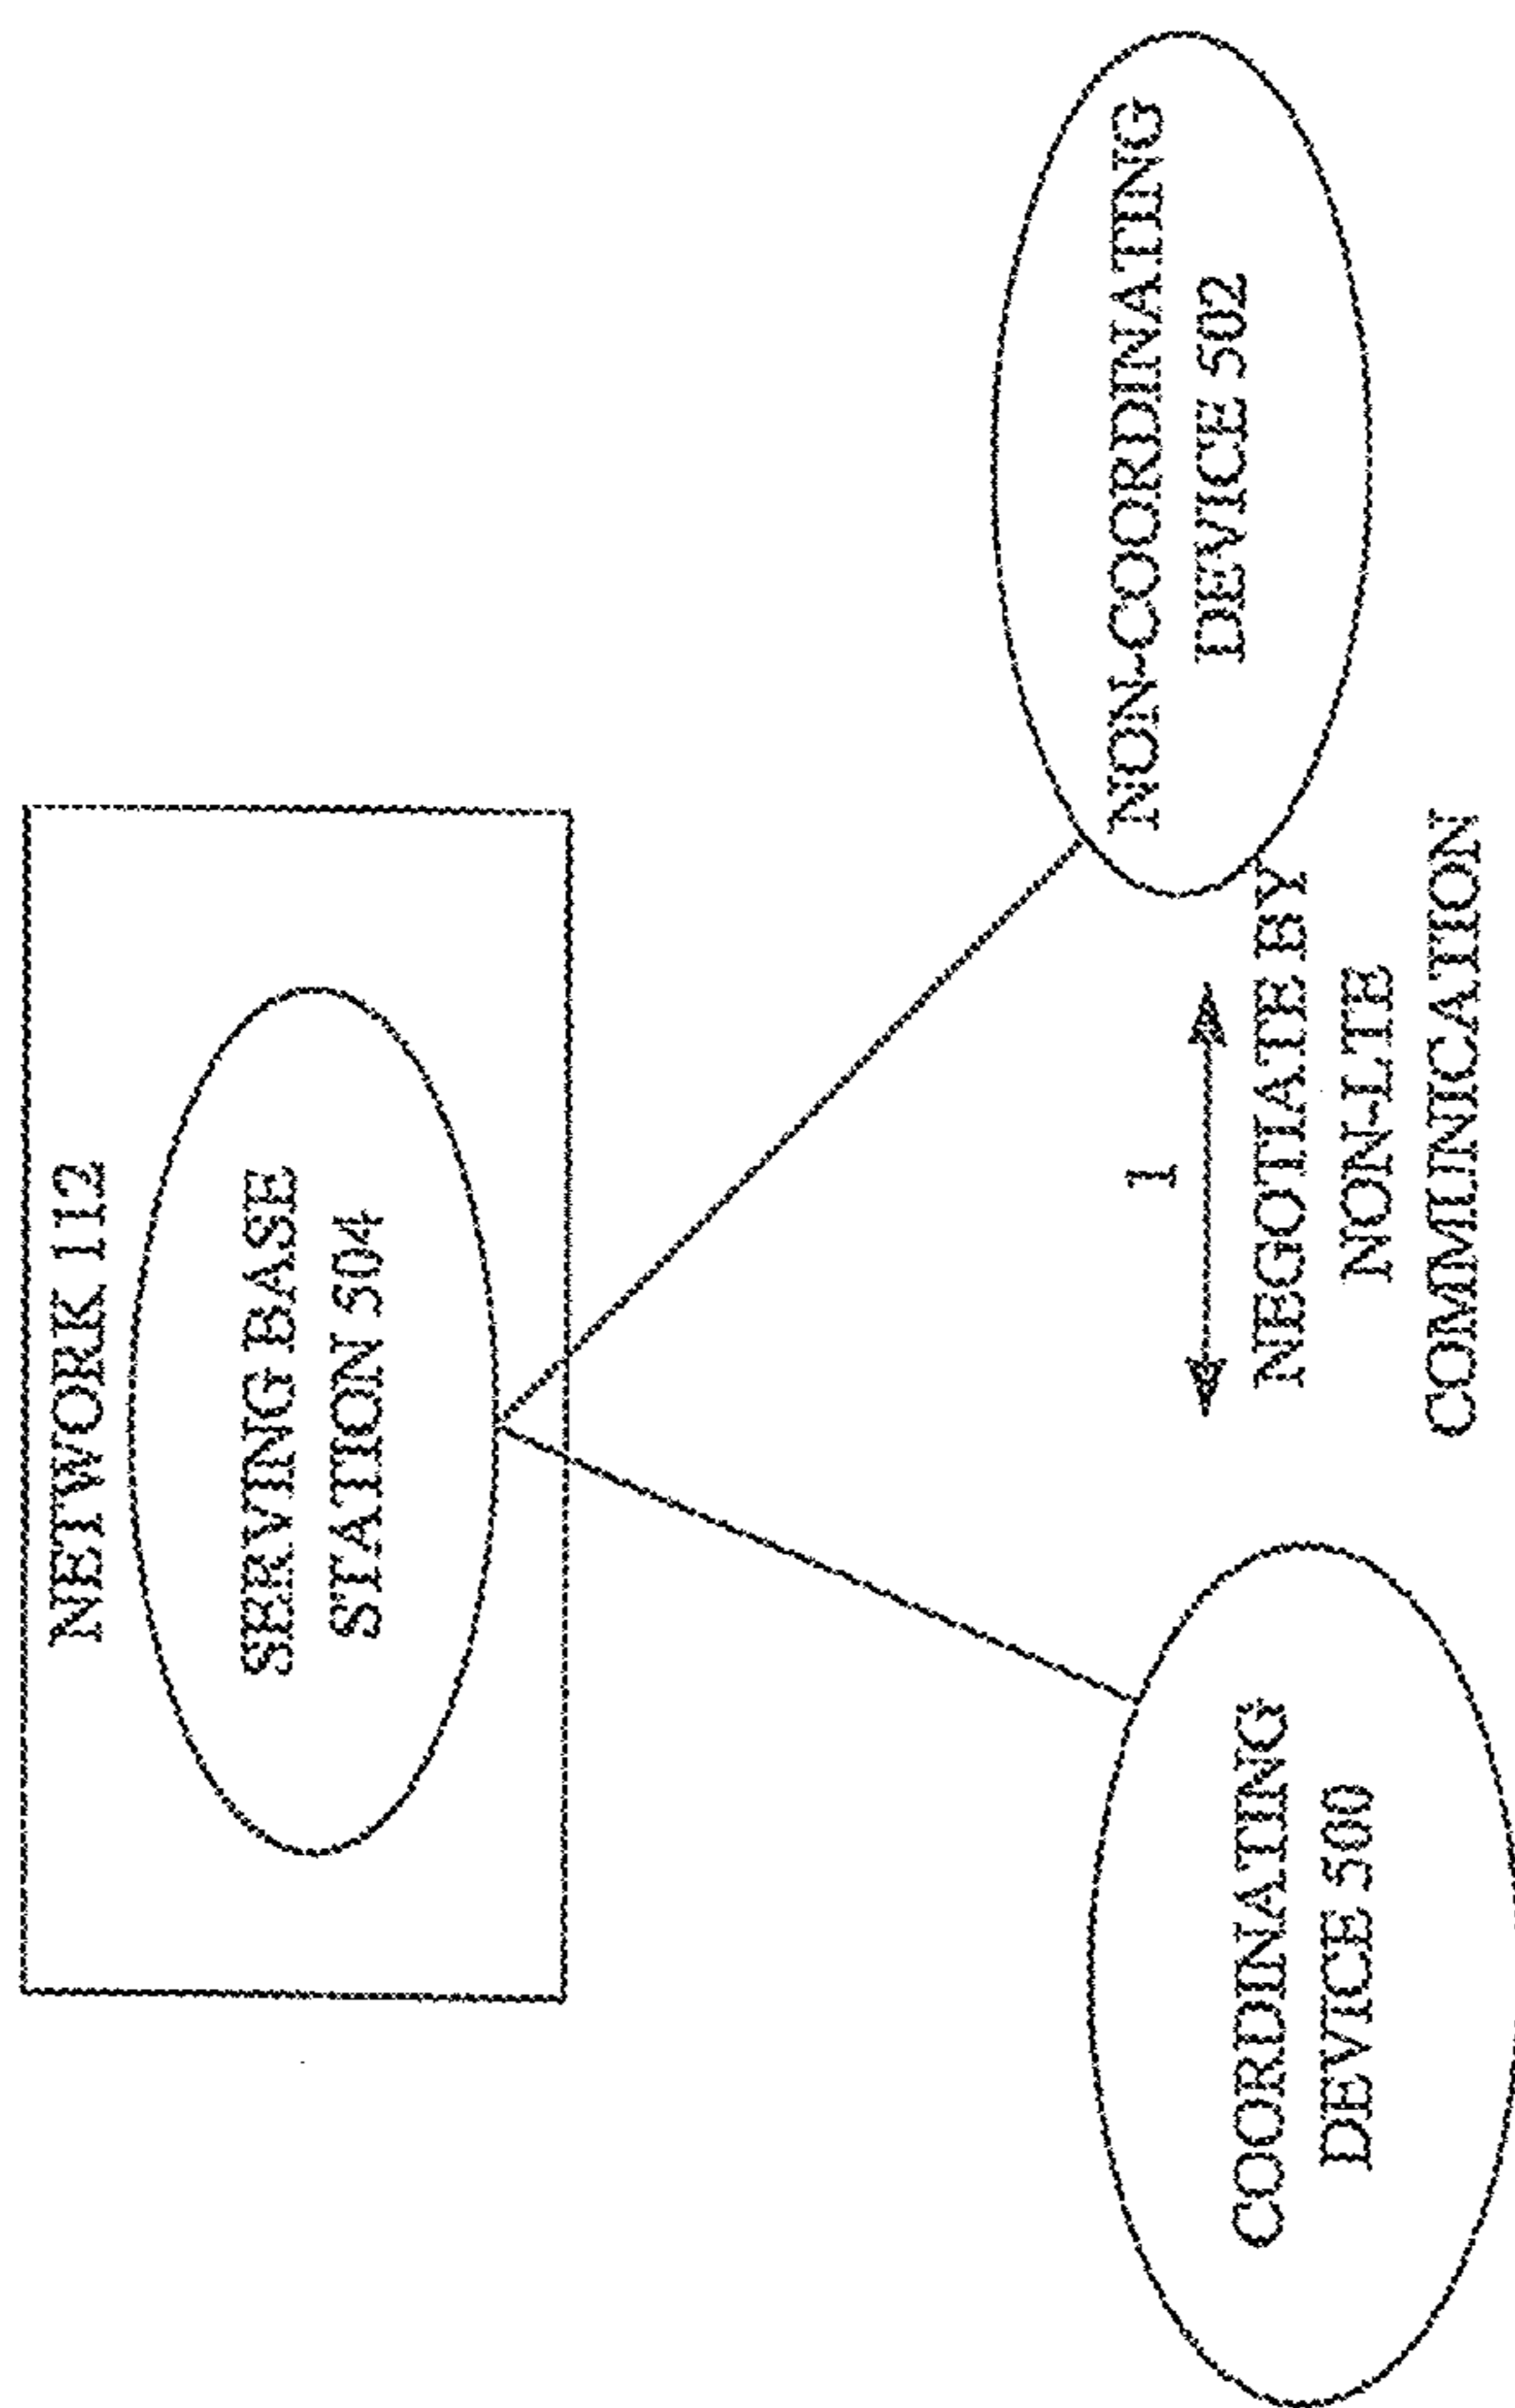 NETWORK 112
SERVING BASE
STATION 504
COORDINATING
DEVICE 500
1
NEGOTIATE BY
NON-LTE
COMMUNICATION
NON-COORDINATING
DEVICE 502